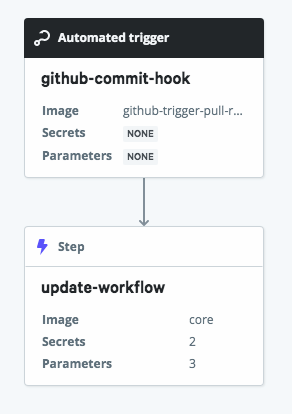 Automated trigger
github-commit-hook
Image github-trigger-pull-r...
Secrets NONE
Parameters NONE
Step
update-workflow
Image core
Secrets 2
Parameters 3